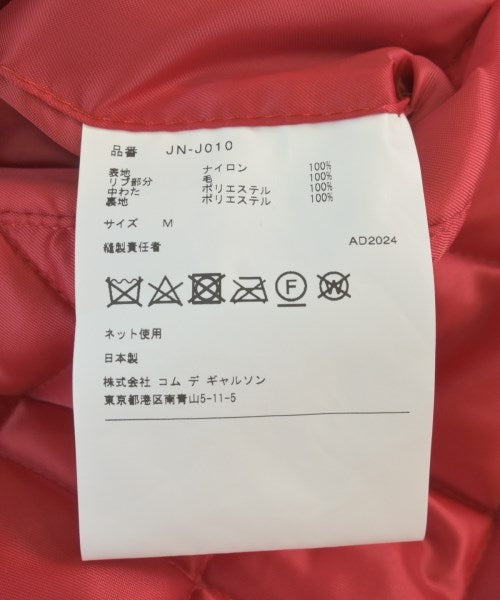 品番 JN-J010
表地 ナイロン 100%
リブ部分 毛 100%
中わた ポリエステル 100%
裏地 ポリエステル 100%
サイズ M
縫製責任者
AD2024
F W
ネット使用
日本製
株式会社 コム デ ギャルソン
東京都港区南青山5-11-5